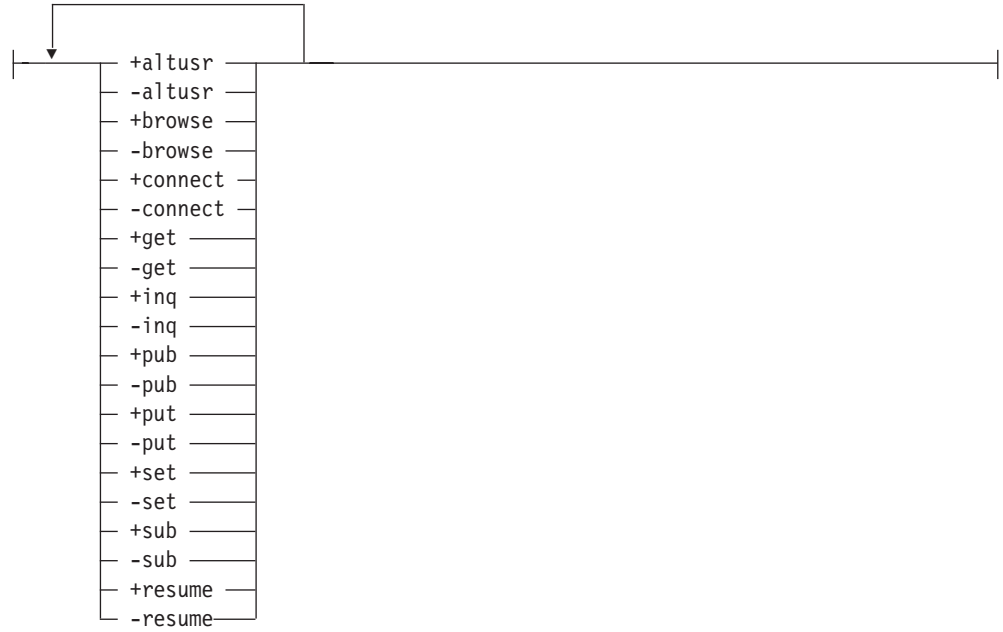 +altusr
-altusr
+browse
-browse
+connect
-connect
+get
-get
+inq
-inq
+pub
-pub
+put
-put
+set
-set
+sub
-sub
+resume
-resume